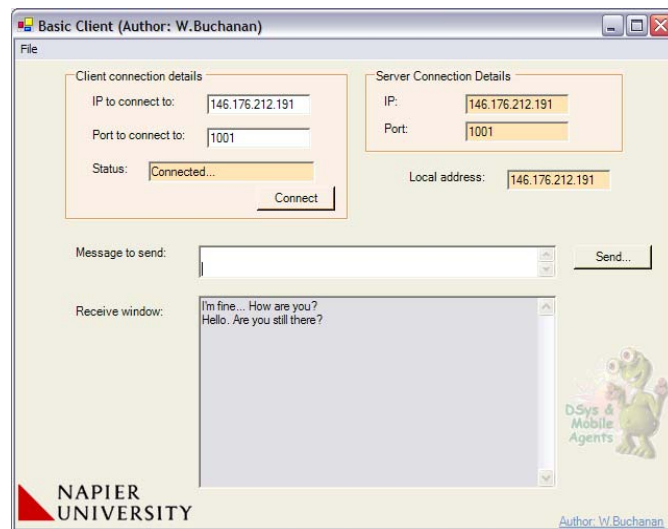 Basic Client (Author: W.Buchanan)
File
Client connection details
IP to connect to: 146.176.212.191
Port to connect to: 1001
Status: Connected...
Connect
Server Connection Details
IP: 146.176.212.191
Port: 1001
Local address: 146.176.212.191
Message to send:
Send...
Receive window:
I'm fine... How are you?
Hello. Are you still there?
DSys &
Mobile
Agents
NAPIER
UNIVERSITY
Author: W.Buchanan